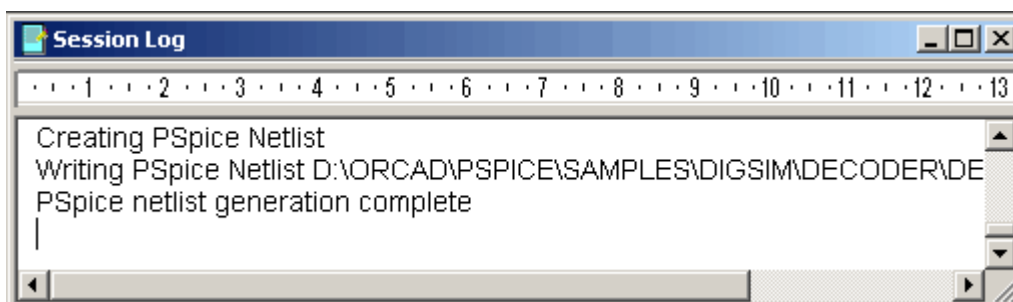 Session Log
1 2 3 4 5 6 7 8 9 10 11 12 13
Creating PSpice Netlist
Writing PSpice Netlist D:\ORCAD\PSPICE\SAMPLES\DIGSIM\DECODER\DE
PSpice netlist generation complete